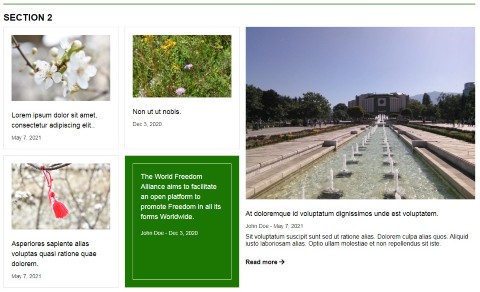 SECTION 2
Lorem ipsum dolor sit amet,
consectetur adipiscing elit..
May 7, 2021
Non ut ut nobis.
Dec 3, 2020
Asperiores sapiente alias
voluptas quasi ratione quae
dolorem.
May 7, 2021
The World Freedom
Alliance aims to facilitate
an open platform to
promote Freedom in all its
forms Worldwide.
John Doe - Dec 3, 2020
At doloremque id voluptatum dignissimos unde est voluptatem.
John Doe - May 7, 2021
Sit voluptatum suscipit sunt sed ut ratione alias. Dolorem culpa alias quos. Aliquid
iusto laboriosam alias. Optio ullam molestiae et non repellendus sit iste.
Read more →